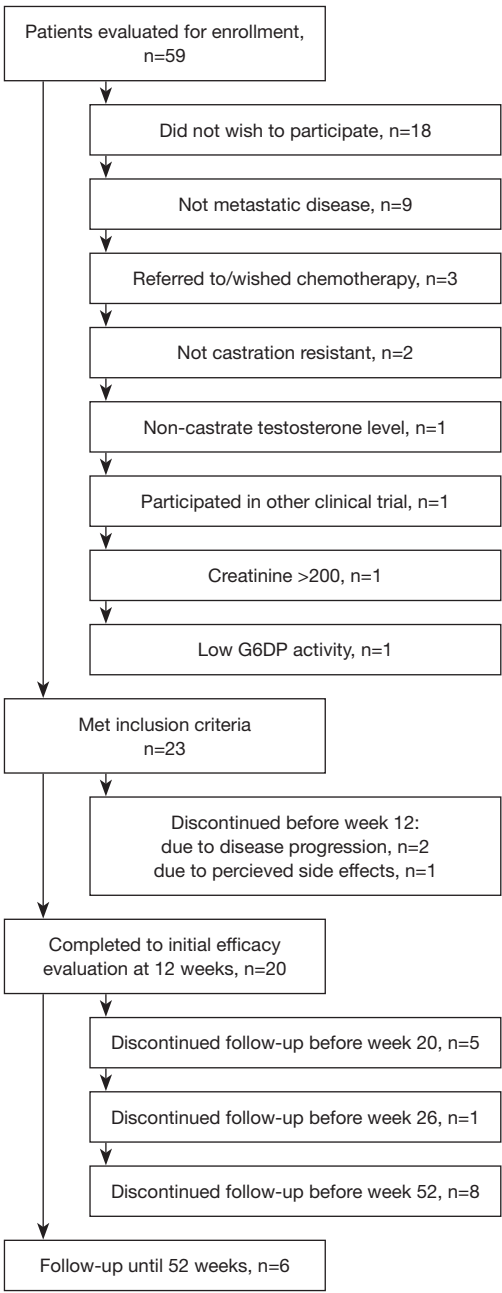 Patients evaluated for enrollment,
n=59
Did not wish to participate, n=18
Not metastatic disease, n=9
Referred to/wished chemotherapy, n=3
Not castration resistant, n=2
Non-castrate testosterone level, n=1
Participated in other clinical trial, n=1
Creatinine >200, n=1
Low G6DP activity, n=1
Met inclusion criteria
n=23
Discontinued before week 12:
due to disease progression, n=2
due to percieved side effects, n=1
Completed to initial efficacy
evaluation at 12 weeks, n=20
Discontinued follow-up before week 20, n=5
Discontinued follow-up before week 26, n=1
Discontinued follow-up before week 52, n=8
Follow-up until 52 weeks, n=6